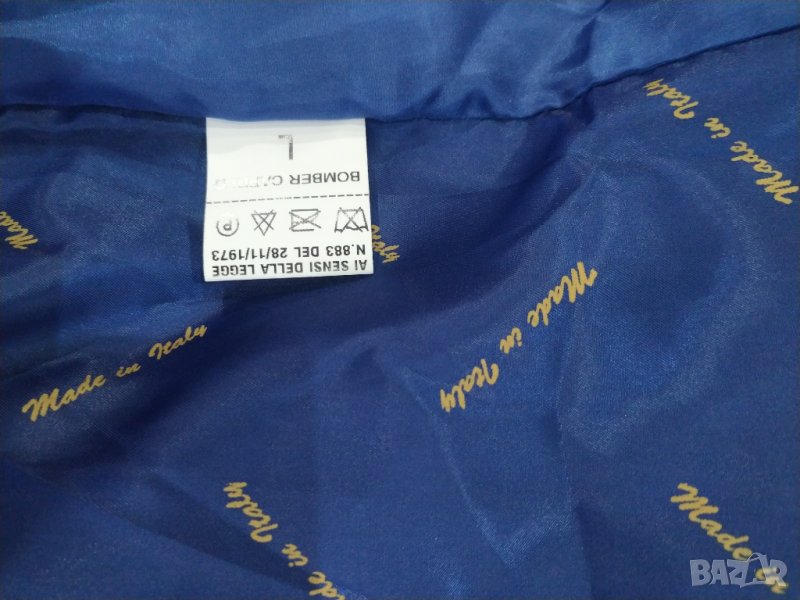 AI SENSI DELLA LEGGE
N.883 DEL 28/11/1973
P
BOMBER
L
Made in Italy
Made
Italy
Made in Italy
Made in Italy
Made in Italy
Made in
BAZAR